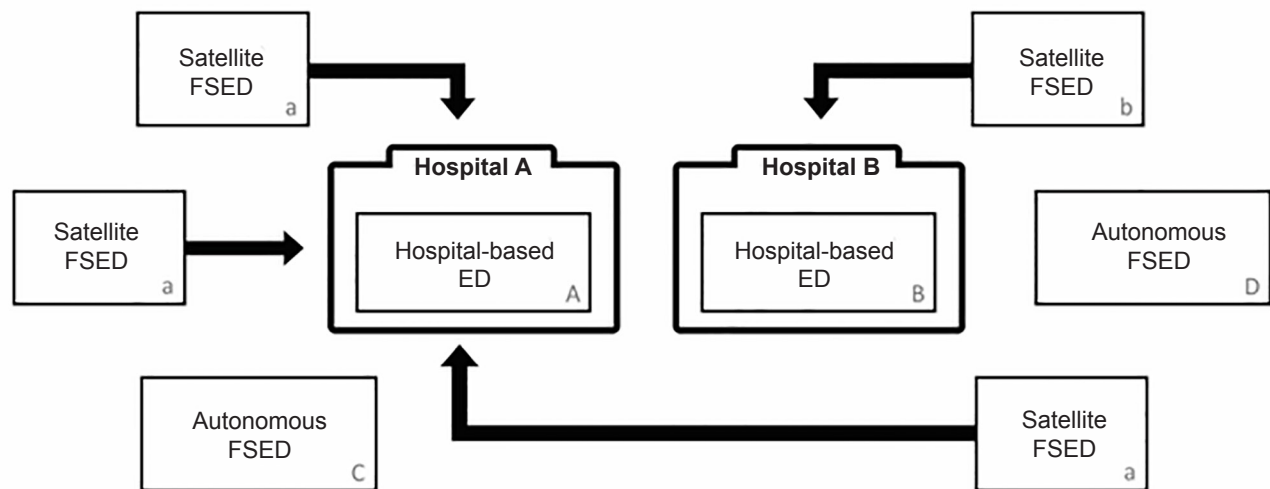 Satellite
FSED
a
Satellite
FSED
b
Hospital A
Hospital B
Satellite
FSED
a
Hospital-based
ED
A
Hospital-based
ED
B
Autonomous
FSED
D
Autonomous
FSED
C
Satellite
FSED
a